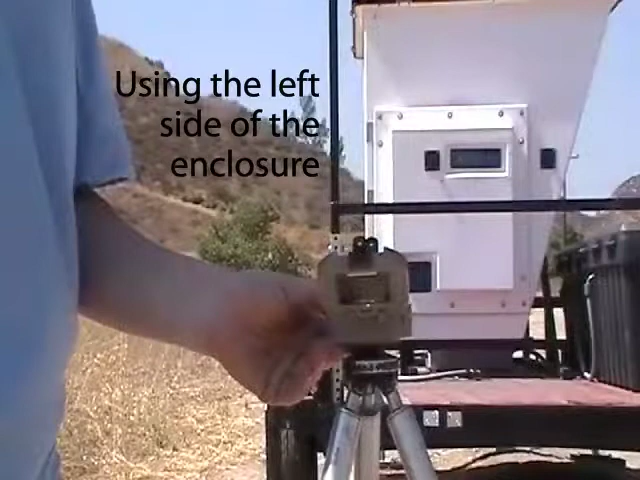 Using the left
side of the
enclosure